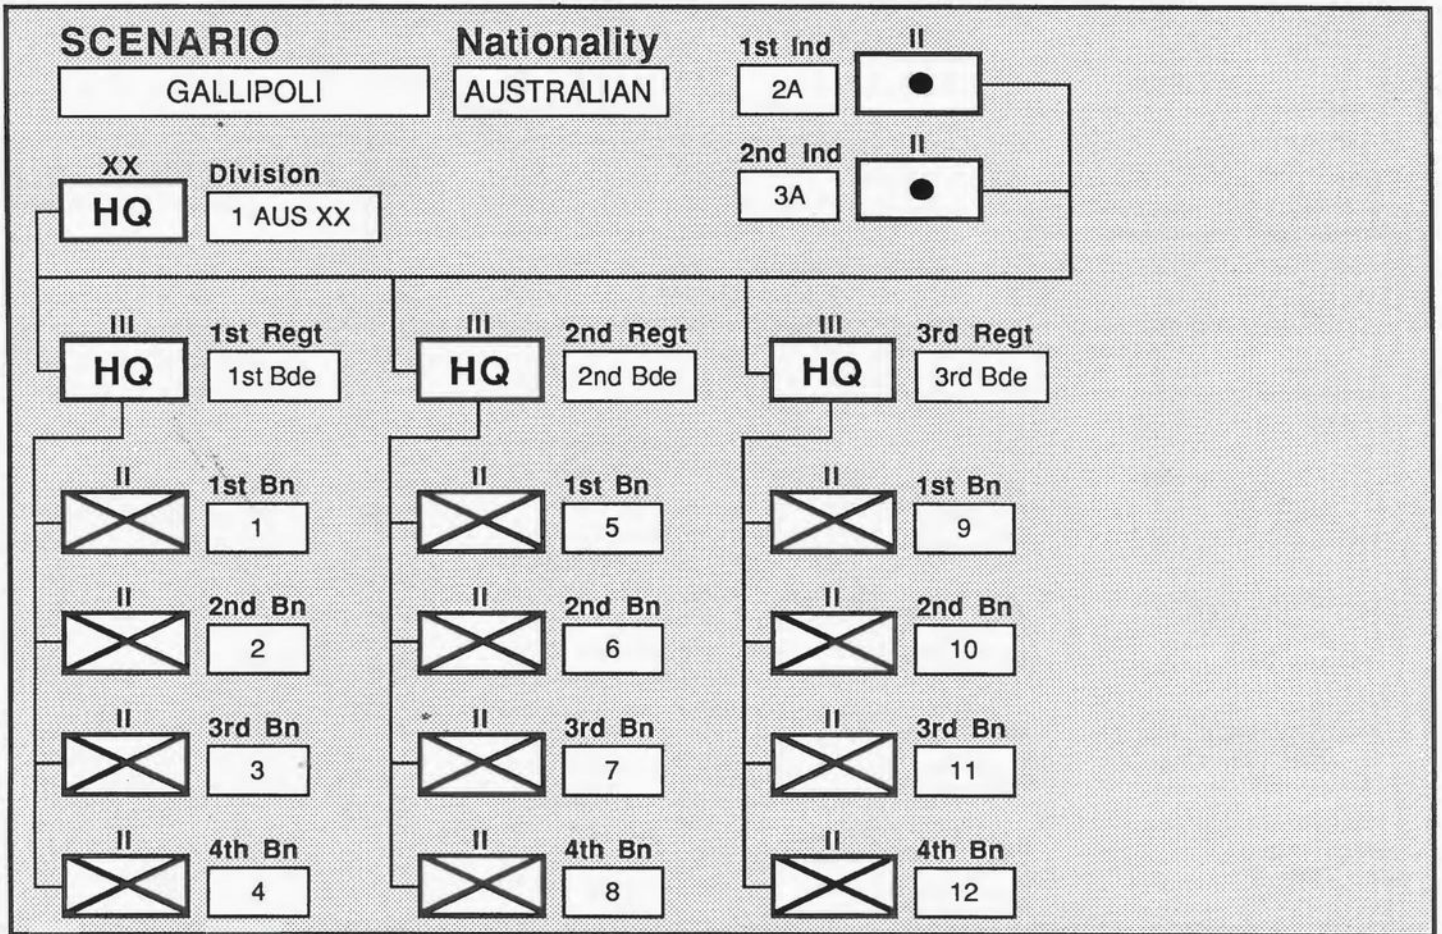 SCENARIO Nationality
GALLIPOLI AUSTRALIAN
1st Ind II
2A
2nd Ind II
3A
XX Division
HQ 1 AUS XX
III 1st Regt III 2nd Regt III 3rd Regt
HQ 1st Bde HQ 2nd Bde HQ 3rd Bde
II 1st Bn II 1st Bn II 1st Bn
1 5 9
II 2nd Bn II 2nd Bn II 2nd Bn
2 6 10
II 3rd Bn II 3rd Bn II 3rd Bn
3 7 11
II 4th Bn II 4th Bn II 4th Bn
4 8 12